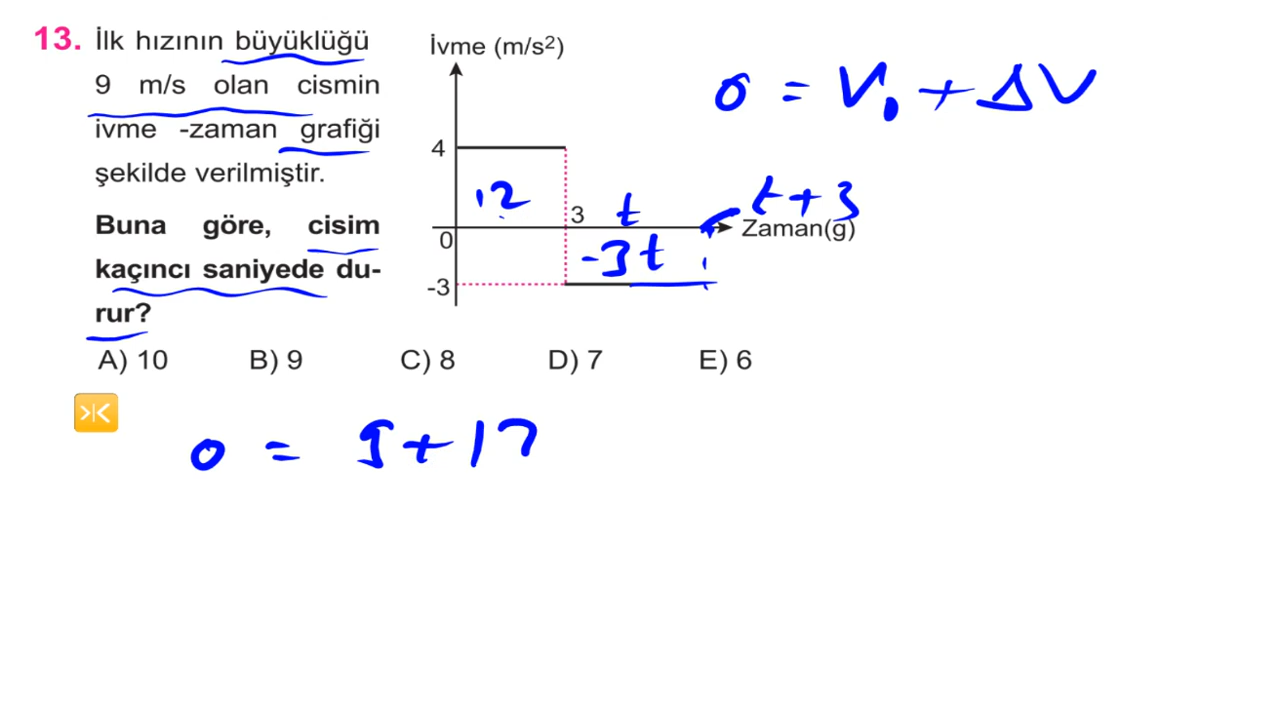 13. İlk hızının büyüklüğü
9 m/s olan cismin
ivme -zaman grafiği
şekilde verilmiştir.
Buna göre, cisim
kaçıncı saniyede du-
rur?
İvme (m/s²)
4
12
3
t
t+3
Zaman(g)
0
-3t
-3
0 = V₀ + ΔV
A) 10 B) 9 C) 8 D) 7 E) 6
0 = 9+12